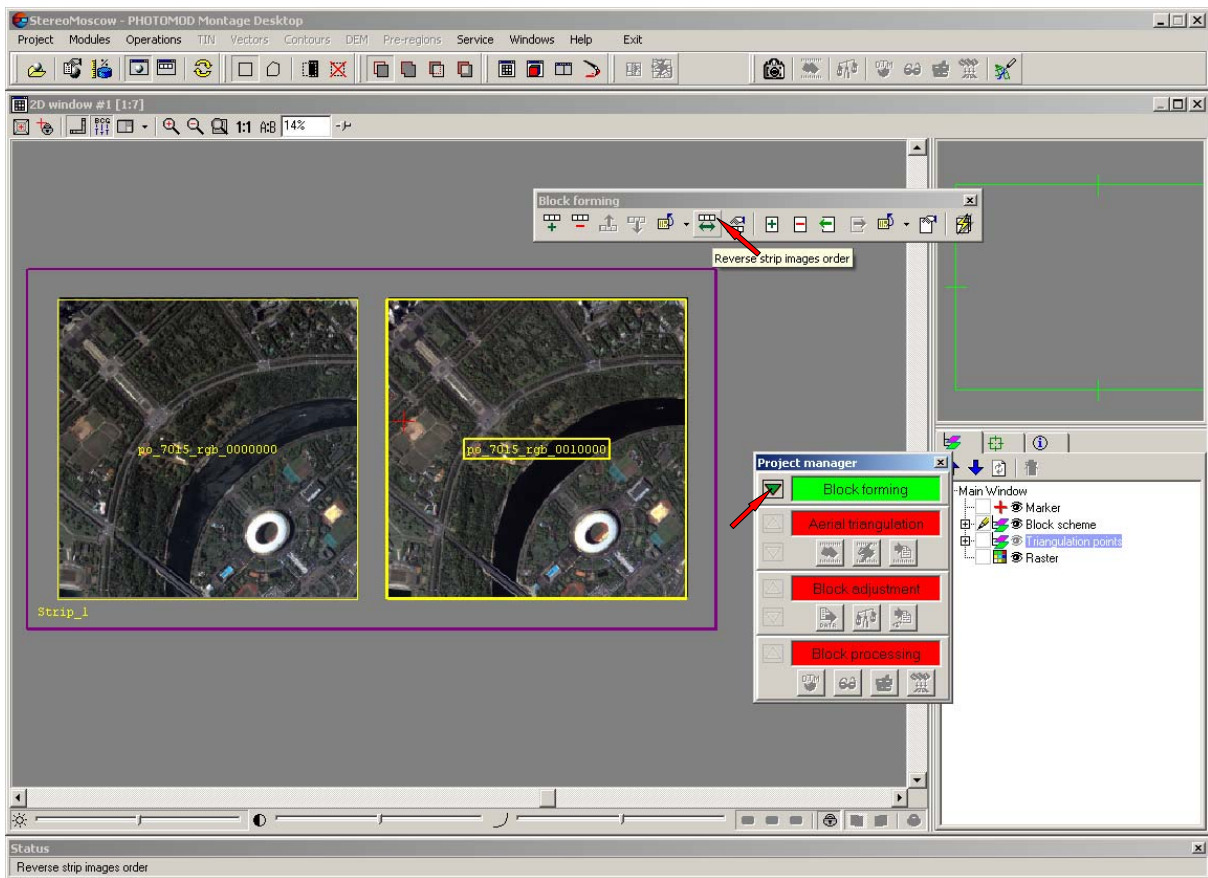 StereoMoscow - PHOTOMOD Montage Desktop
Project Modules Operations TIN Vectors Contours DEM Pre-regions Service Windows Help Exit
2D window #1 [1:7]
BCG 1:1 A:B 14%
Block forming
Reverse strip images order
po_7015_rgb_0000000
po_7015_rgb_0010000
Strip_1
Project manager
Block forming
Aerial triangulation
Block adjustment
DATA
Block processing
DTM
Main Window
Marker
Block scheme
Triangulation points
Raster
Status
Reverse strip images order